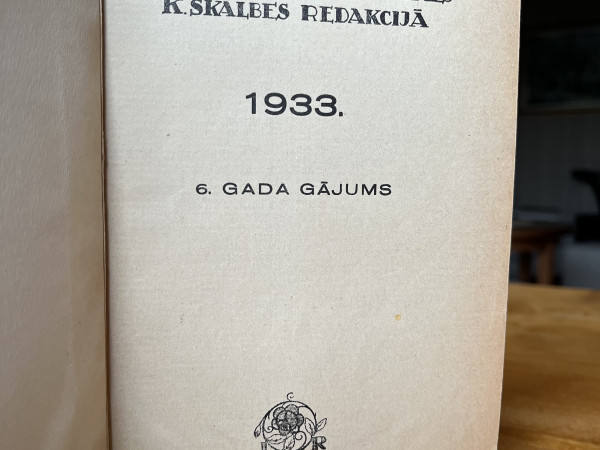 K. SKALBES REDAKCIJĀ
1933.
6. GADA GĀJUMS
R